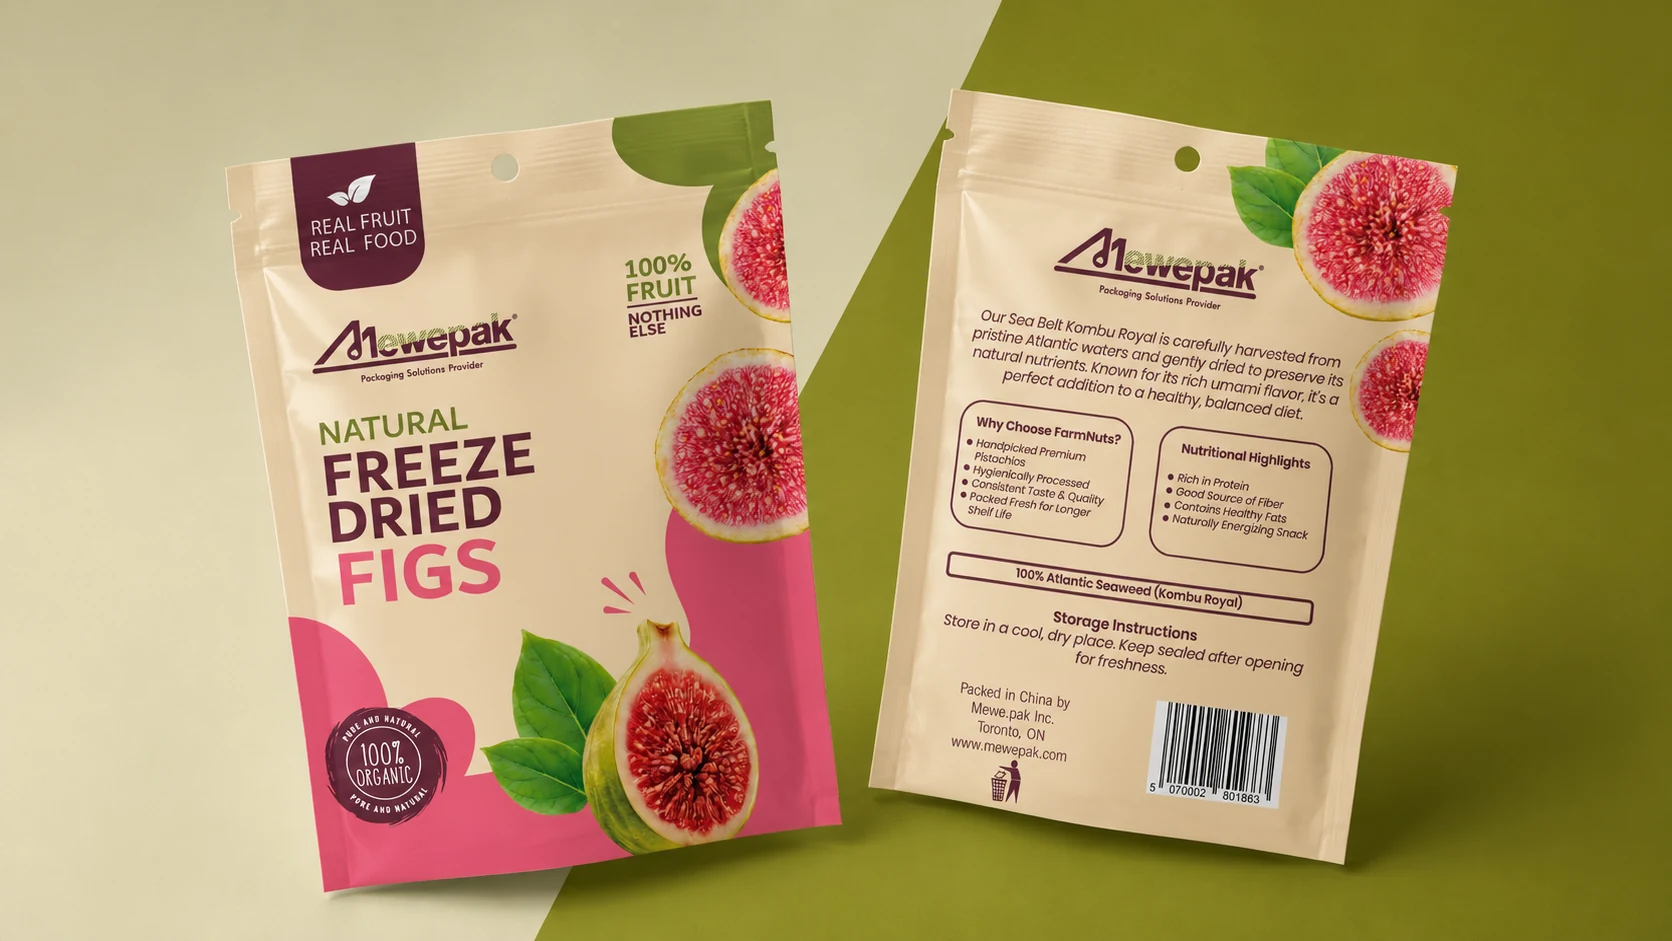 REAL FRUIT
REAL FOOD
100%
FRUIT
NOTHING
ELSE
Mewepak®
Packaging Solutions Provider
NATURAL
FREEZE
DRIED
FIGS
PURE AND NATURAL
100%
ORGANIC
PORE AND NATURAL
Mewepak®
Packaging Solutions Provider
Our Sea Belt Kombu Royal is carefully harvested from
pristine Atlantic waters and gently dried to preserve its
natural nutrients. Known for its rich umami flavor, it's a
perfect addition to a healthy, balanced diet.
Why Choose FarmNuts?
• Handpicked Premium
Pistachios
• Hygienically Processed
• Consistent Taste & Quality
• Packed Fresh for Longer
Shelf Life
Nutritional Highlights
• Rich in Protein
• Good Source of Fiber
• Contains Healthy Fats
• Naturally Energizing Snack
100% Atlantic Seaweed (Kombu Royal)
Storage Instructions
Store in a cool, dry place. Keep sealed after opening
for freshness.
Packed in China by
Mewe.pak Inc.
Toronto, ON
www.mewepak.com
5 070002 801863